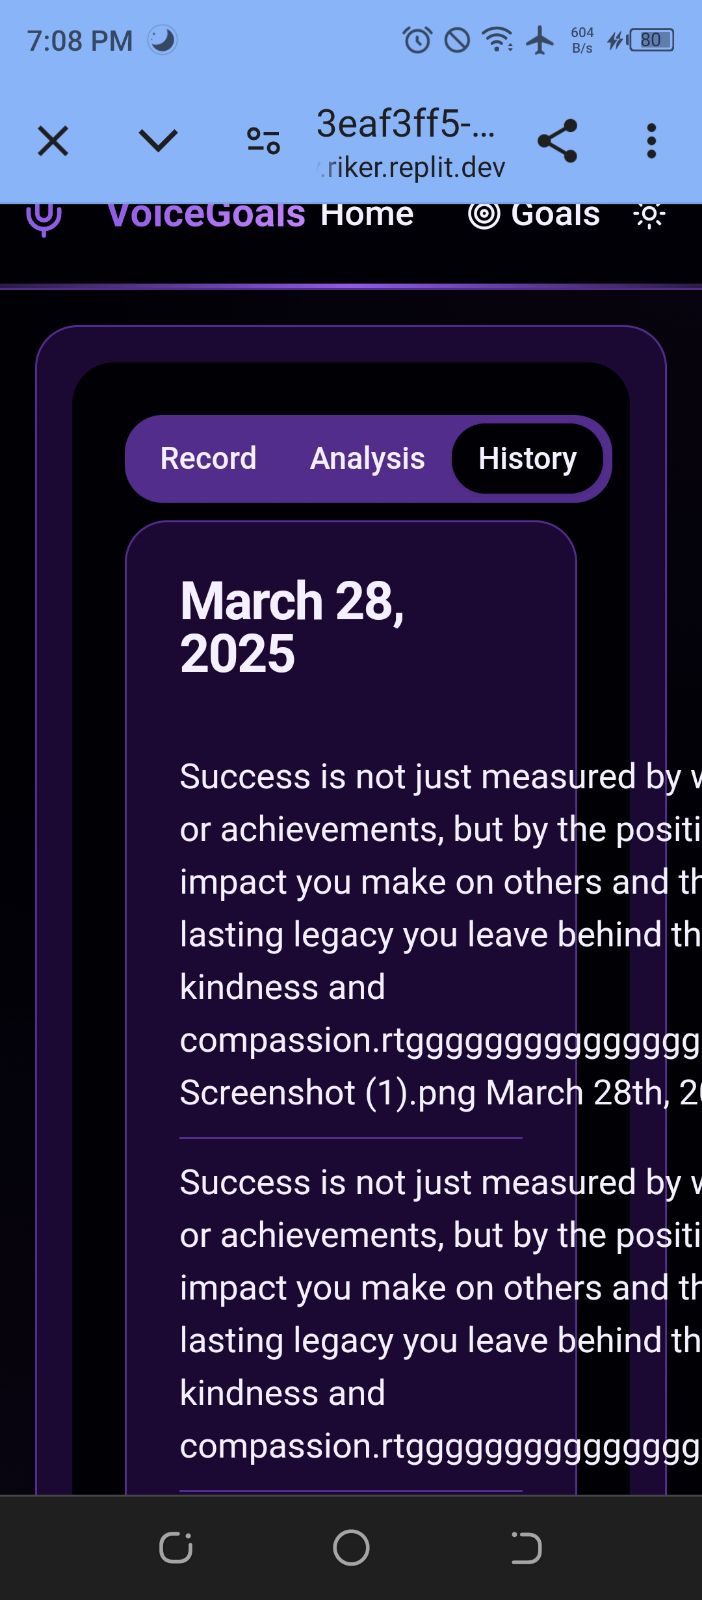 7:08 PM
604
B/s
80
3eaf3ff5-...
.riker.replit.dev
VoiceGoals Home Goals
Record Analysis History
March 28,
2025
Success is not just measured by
or achievements, but by the positi
impact you make on others and th
lasting legacy you leave behind th
kindness and
compassion.rtgggggggggggggggg
Screenshot (1).png March 28th, 20
Success is not just measured by
or achievements, but by the positi
impact you make on others and th
lasting legacy you leave behind th
kindness and
compassion.rtgggggggggggggggg